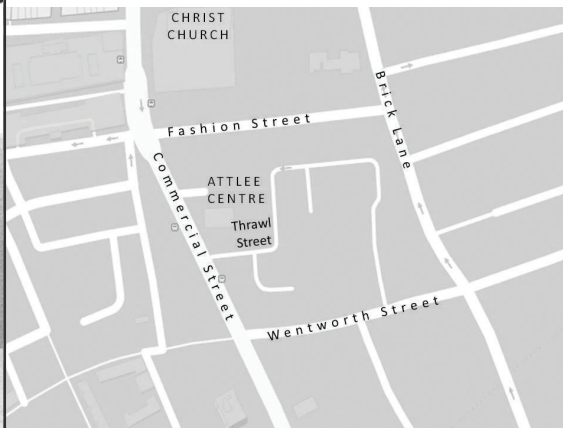 CHRIST
CHURCH
Brick Lane
Fashion Street
Commercial Street
ATTLEE
CENTRE
Thrawl
Street
Wentworth Street